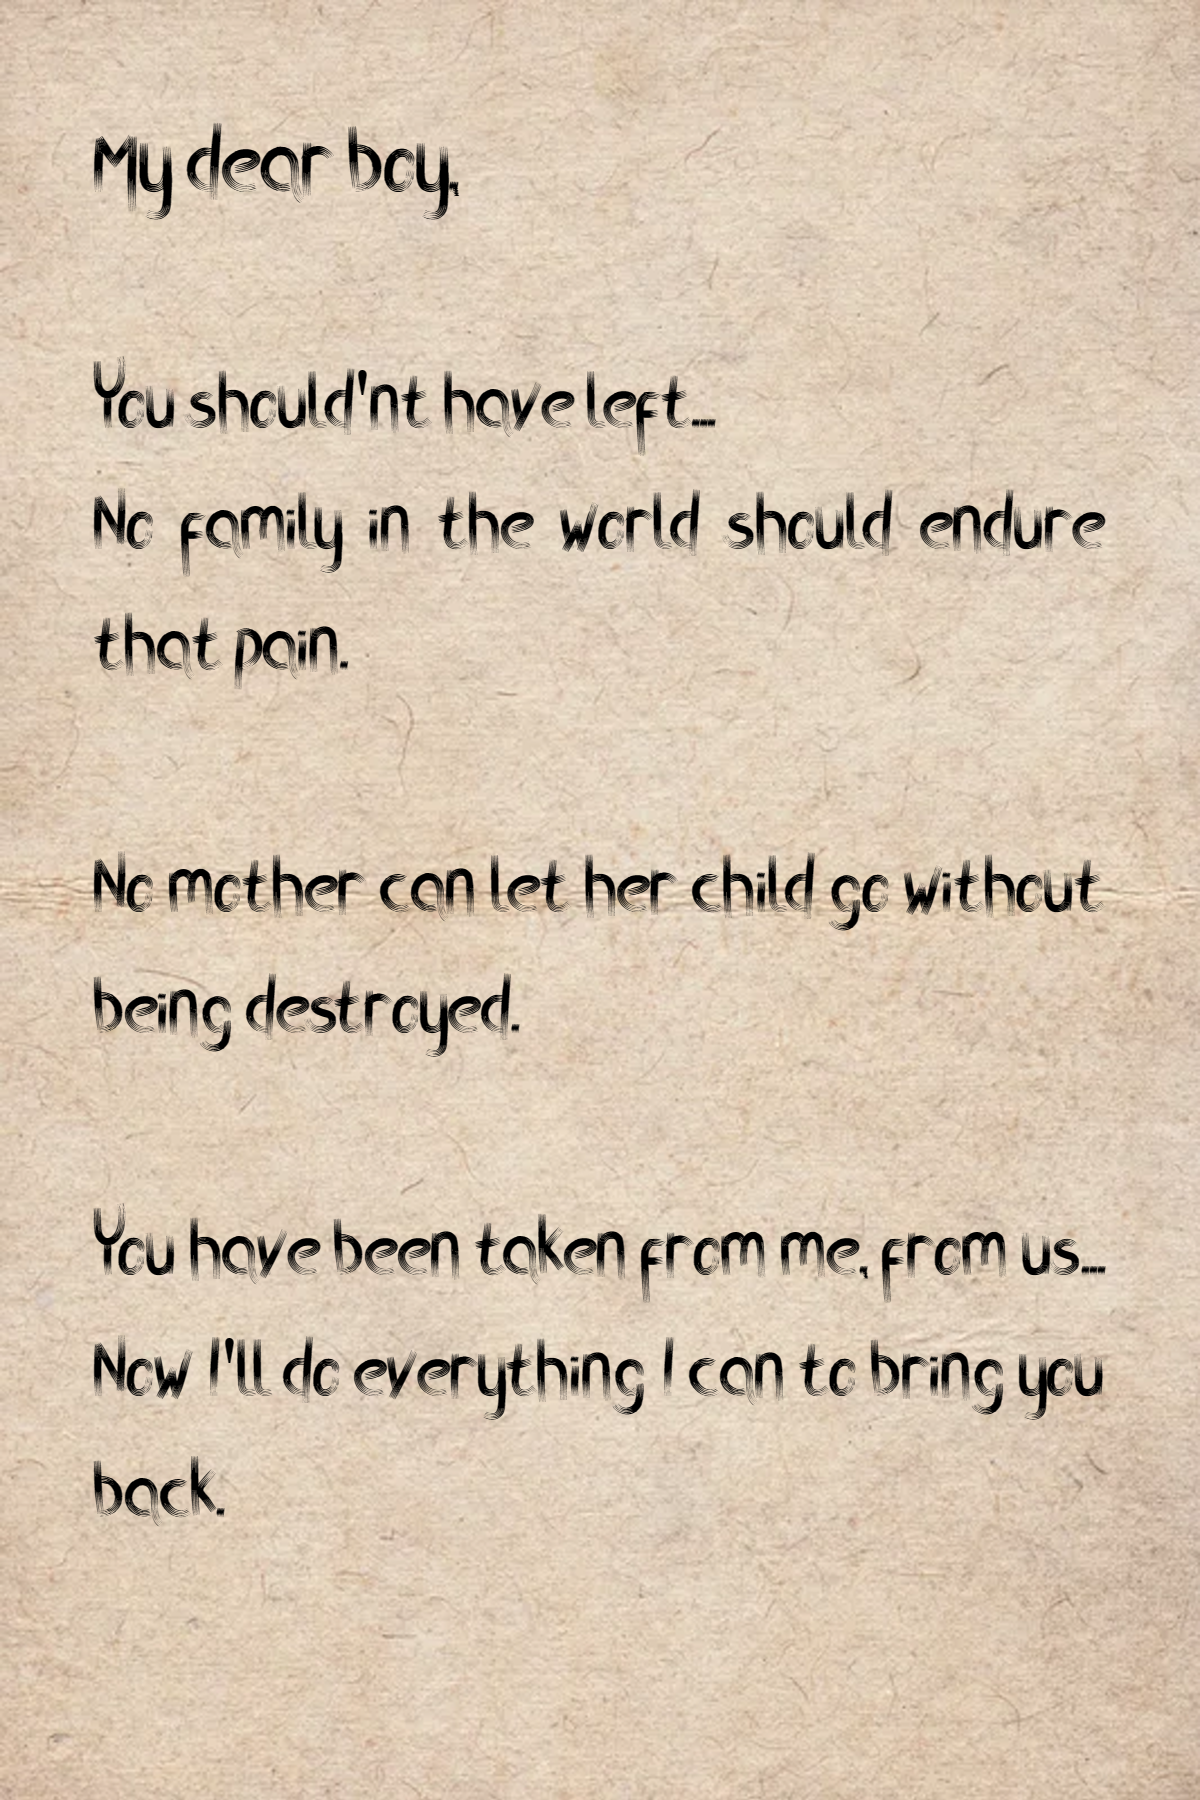 My dear boy,
You should'nt have left...
No family in the world should endure
that pain.
No mother can let her child go without
being destroyed.
You have been taken from me, from us...
Now I'll do everything I can to bring you
back.